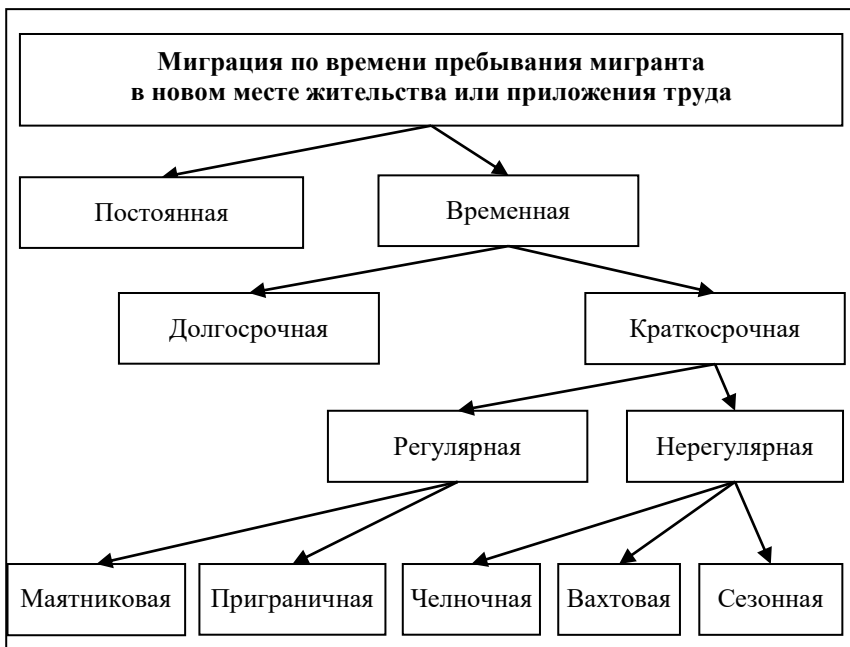 Миграция по времени пребывания мигранта
в новом месте жительства или приложения труда
Постоянная
Временная
Долгосрочная
Краткосрочная
Регулярная
Нерегулярная
Маятниковая
Приграничная
Челночная
Вахтовая
Сезонная